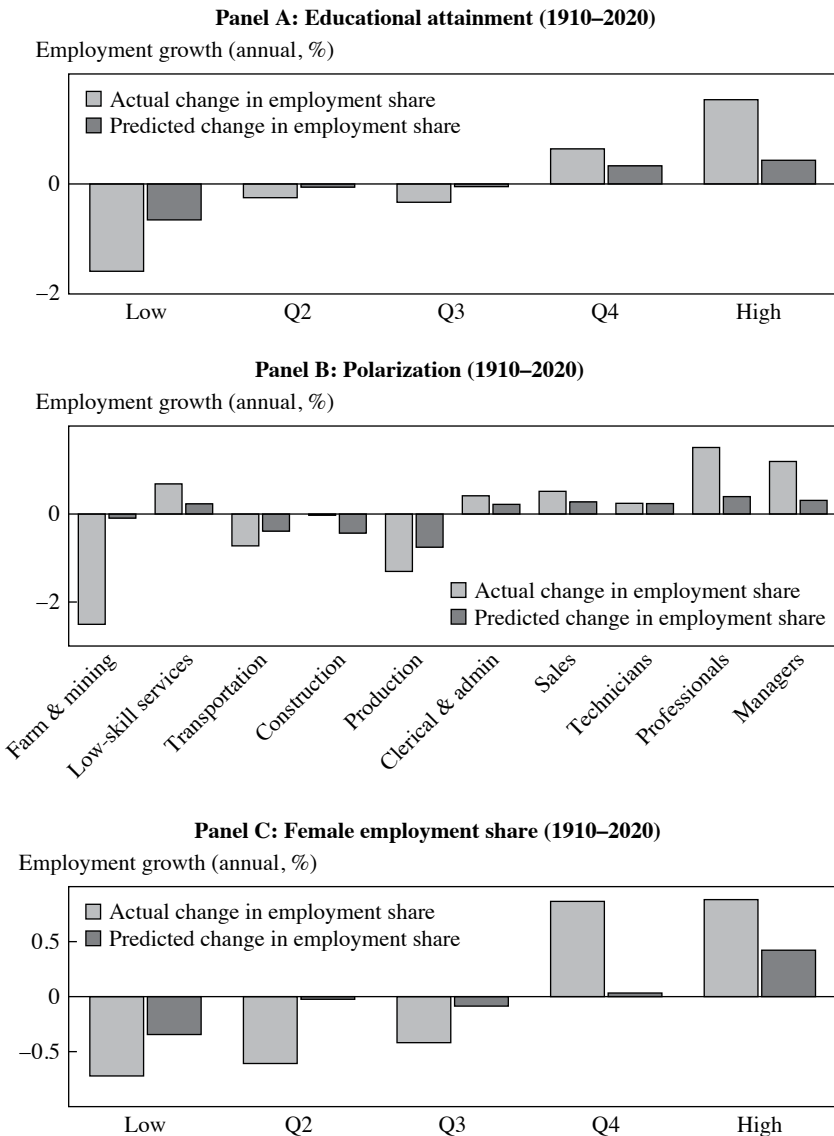 Panel A: Educational attainment (1910–2020)
Employment growth (annual, %)
Actual change in employment share
Predicted change in employment share
0
–2
Low Q2 Q3 Q4 High
Panel B: Polarization (1910–2020)
Employment growth (annual, %)
0
–2
Actual change in employment share
Predicted change in employment share
Farm & mining
Low-skill services
Transportation
Construction
Production
Clerical & admin
Sales
Technicians
Professionals
Managers
Panel C: Female employment share (1910–2020)
Employment growth (annual, %)
Actual change in employment share
Predicted change in employment share
0.5
0
–0.5
Low Q2 Q3 Q4 High